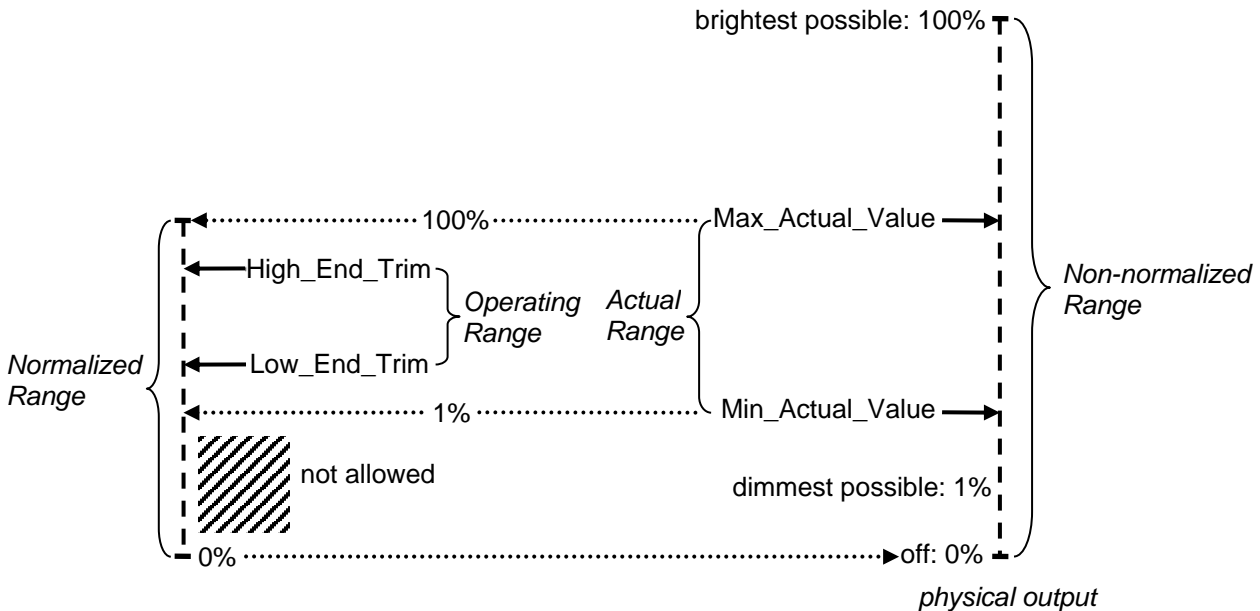 brightest possible: 100%
100%
Max_Actual_Value
High_End_Trim
Operating
Range
Actual
Range
Non-normalized
Range
Low_End_Trim
Normalized
Range
1%
Min_Actual_Value
not allowed
dimmest possible: 1%
0%
off: 0%
physical output